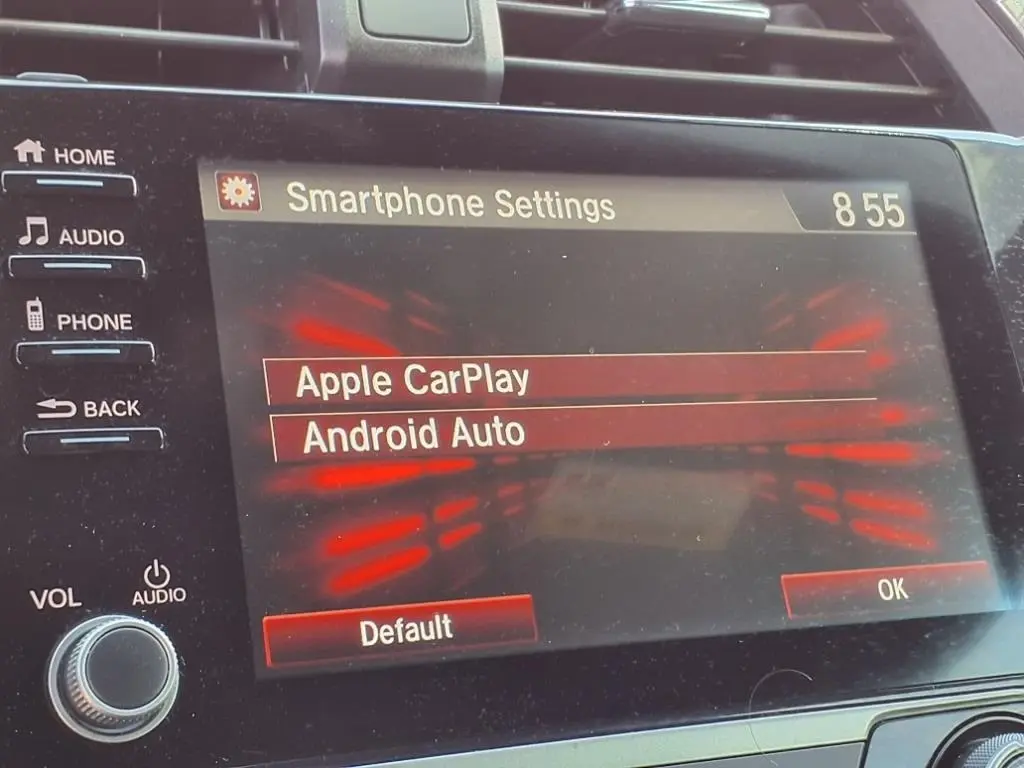 HOME
AUDIO
PHONE
BACK
VOL
AUDIO
Smartphone Settings
8 55
Apple CarPlay
Android Auto
Default
OK